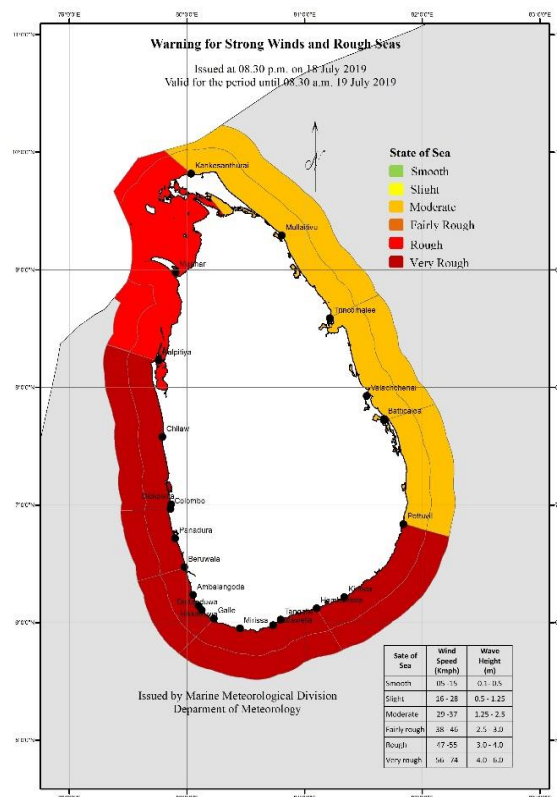 Warning for Strong Winds and Rough Seas
Issued at 08.30 p.m. on 18 July 2019
Valid for the period until 08.30 a.m. 19 July 2019
State of Sea
Smooth
Slight
Moderate
Fairly Rough
Rough
Very Rough
Kankesanthurai
Mullaitivu
Trincomalee
Kalpitiya
Valachchenai
Batticaloa
Chilaw
Colombo
Pottuvil
Panadura
Beruwala
Ambalangoda
Galle
Mirissa
Issued by Marine Meteorological Division
Deparment of Meteorology
Sate of Sea Wind Speed (Kmph) Wave Height (m)
Smooth 05 -15 0.1- 0.5
Slight 16 - 28 0.5 - 1.25
Moderate 29 -37 1.25 - 2.5
Fairly rough 38 - 46 2.5 - 3.0
Rough 47 -55 3.0 - 4.0
Very rough 56 - 74 4.0 - 6.0